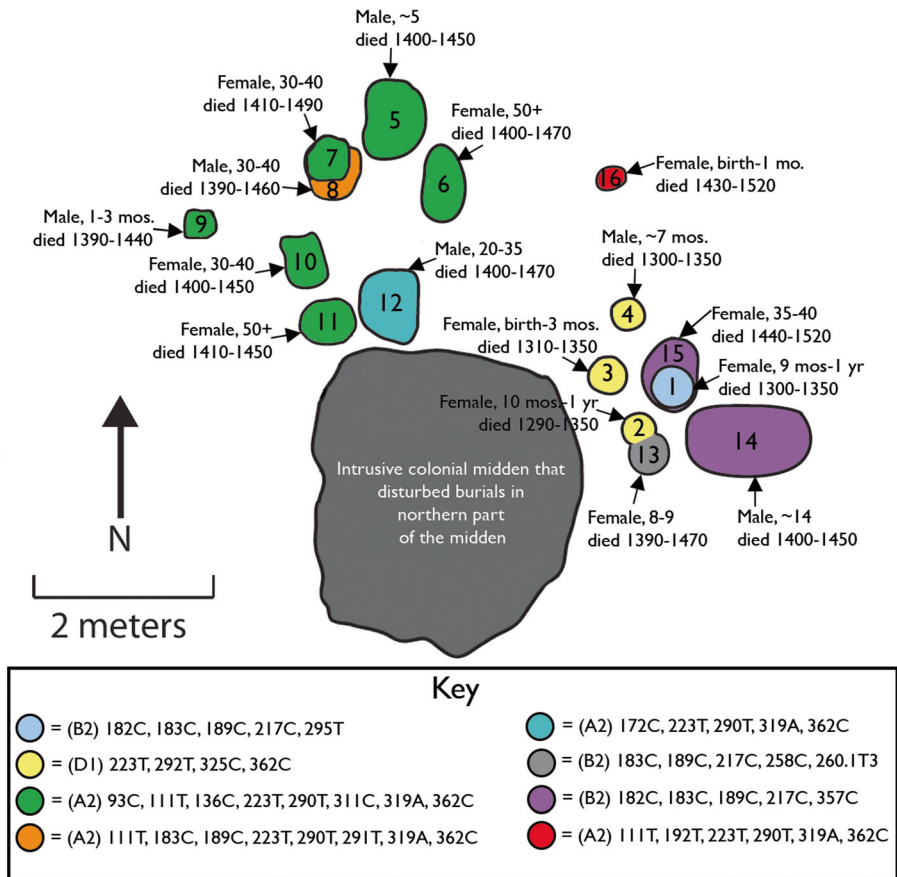 Male, ~5
died 1400-1450
Female, 30-40
died 1410-1490
Female, 50+
died 1400-1470
5
7
Male, 30-40
died 1390-1460
8
6
16
Female, birth-1 mo.
died 1430-1520
Male, 1-3 mos.
died 1390-1440
9
Male, ~7 mos.
died 1300-1350
Female, 30-40
died 1400-1450
10
Male, 20-35
died 1400-1470
12
4
Female, 50+
died 1410-1450
11
Female, birth-3 mos.
died 1310-1350
3
Female, 35-40
died 1440-1520
15
1
Female, 9 mos-1 yr
died 1300-1350
Female, 10 mos.-1 yr
died 1290-1350
2
13
14
Intrusive colonial midden that
disturbed burials in
northern part
of the midden
Female, 8-9
died 1390-1470
Male, ~14
died 1400-1450
N
2 meters
Key
= (B2) 182C, 183C, 189C, 217C, 295T
= (D1) 223T, 292T, 325C, 362C
= (A2) 93C, 111T, 136C, 223T, 290T, 311C, 319A, 362C
= (A2) 111T, 183C, 189C, 223T, 290T, 291T, 319A, 362C
= (A2) 172C, 223T, 290T, 319A, 362C
= (B2) 183C, 189C, 217C, 258C, 260.1T3
= (B2) 182C, 183C, 189C, 217C, 357C
= (A2) 111T, 192T, 223T, 290T, 319A, 362C